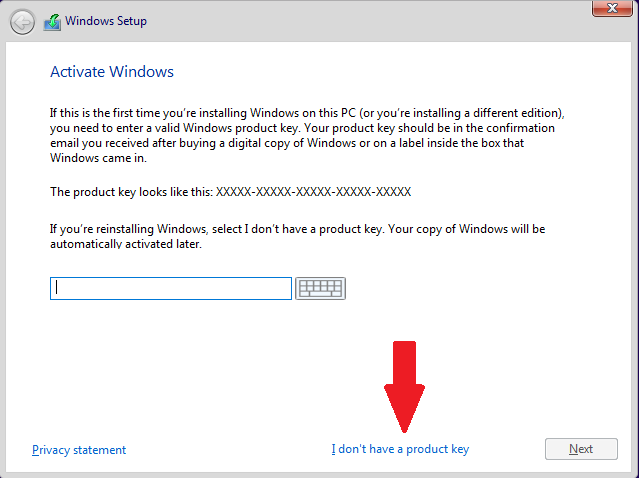 Windows Setup
Activate Windows
If this is the first time you're installing Windows on this PC (or you're installing a different edition),
you need to enter a valid Windows product key. Your product key should be in the confirmation
email you received after buying a digital copy of Windows or on a label inside the box that
Windows came in.
The product key looks like this: XXXXX-XXXXX-XXXXX-XXXXX-XXXXX
If you're reinstalling Windows, select I don't have a product key. Your copy of Windows will be
automatically activated later.
Privacy statement
I don't have a product key
Next